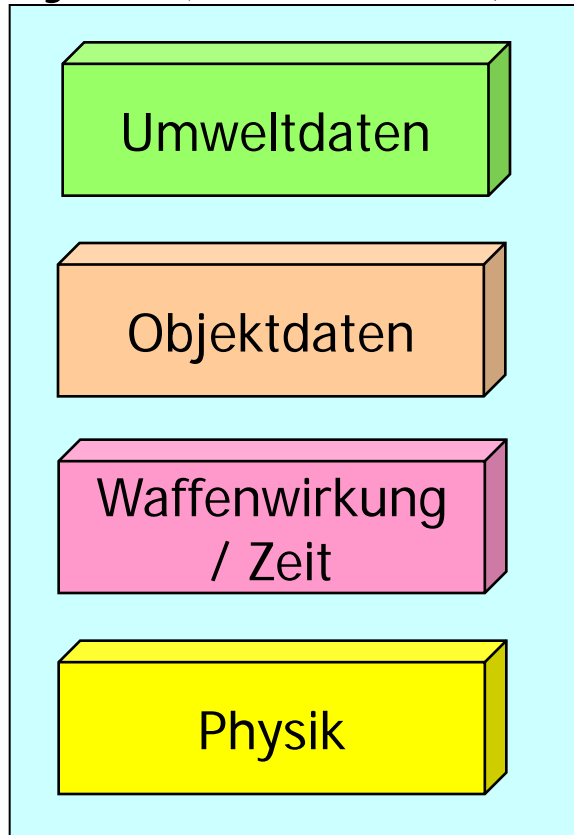 Umweltdaten
Objektdaten
Waffenwirkung
/ Zeit
Physik